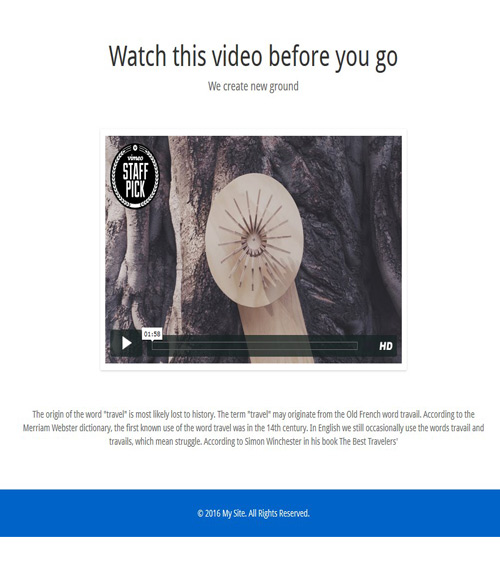 Watch this video before you go
We create new ground
vimeo
STAFF
PICK
01:58
HD
The origin of the word "travel" is most likely lost to history. The term "travel" may originate from the Old French word travail. According to the
Merriam Webster dictionary, the first known use of the word travel was in the 14th century. In English we still occasionally use the words travail and
travails, which mean struggle. According to Simon Winchester in his book The Best Travelers'
© 2016 My Site. All Rights Reserved.